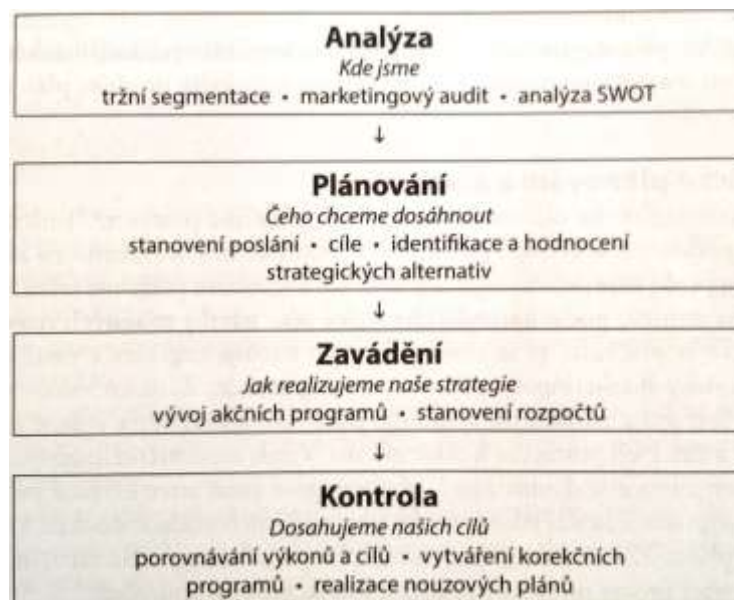 Analýza
Kde jsme
tržní segmentace • marketingový audit • analýza SWOT
↓
Plánování
Čeho chceme dosáhnout
stanovení poslání • cíle • identifikace a hodnocení
strategických alternativ
↓
Zavádění
Jak realizujeme naše strategie
vývoj akčních programů • stanovení rozpočtů
↓
Kontrola
Dosahujeme našich cílů
porovnávání výkonů a cílů • vytváření korekčních
programů • realizace nouzových plánů